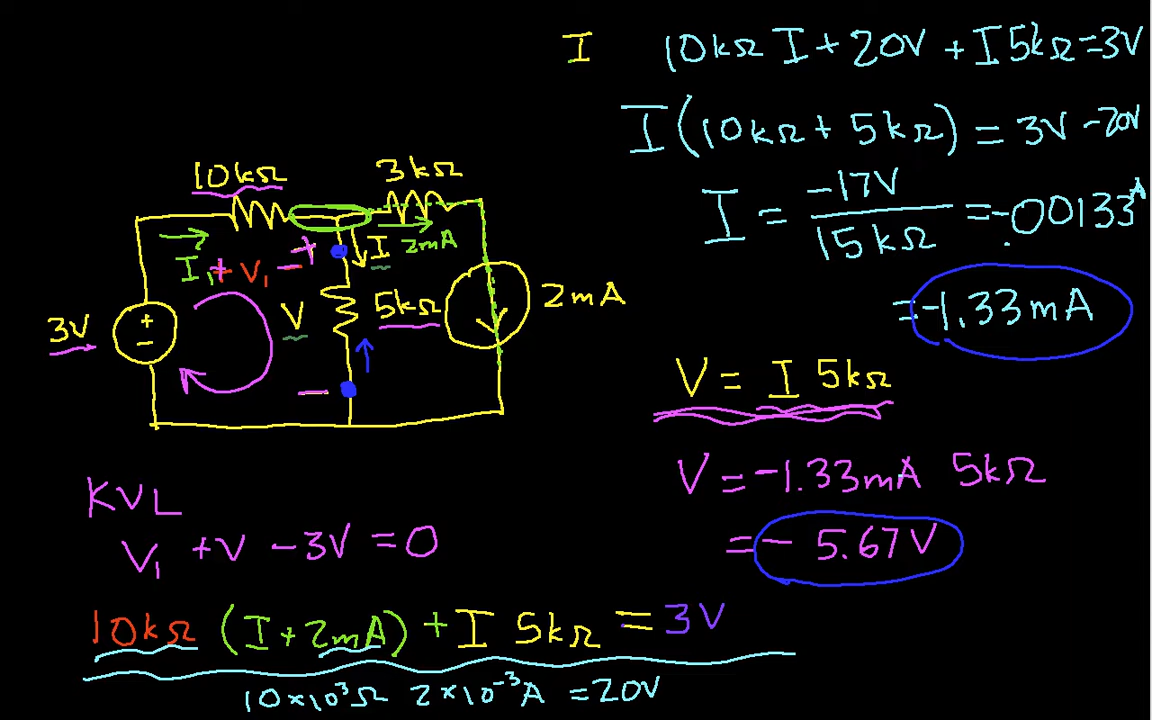 I 10kΩ I + 20V + I 5kΩ = 3V
I (10kΩ + 5kΩ) = 3V - 20V
I = -17V / 15kΩ = -.00133 A
= -1.33mA
10kΩ
3kΩ
I₁
+ V₁ -
+
I
2mA
3V
+
-
V
5kΩ
2mA
-
V = I 5kΩ
V = -1.33mA 5kΩ
= - 5.67V
KVL
V₁ + V - 3V = 0
10kΩ (I + 2mA) + I 5kΩ = 3V
10×10³Ω 2×10⁻³A = 20V